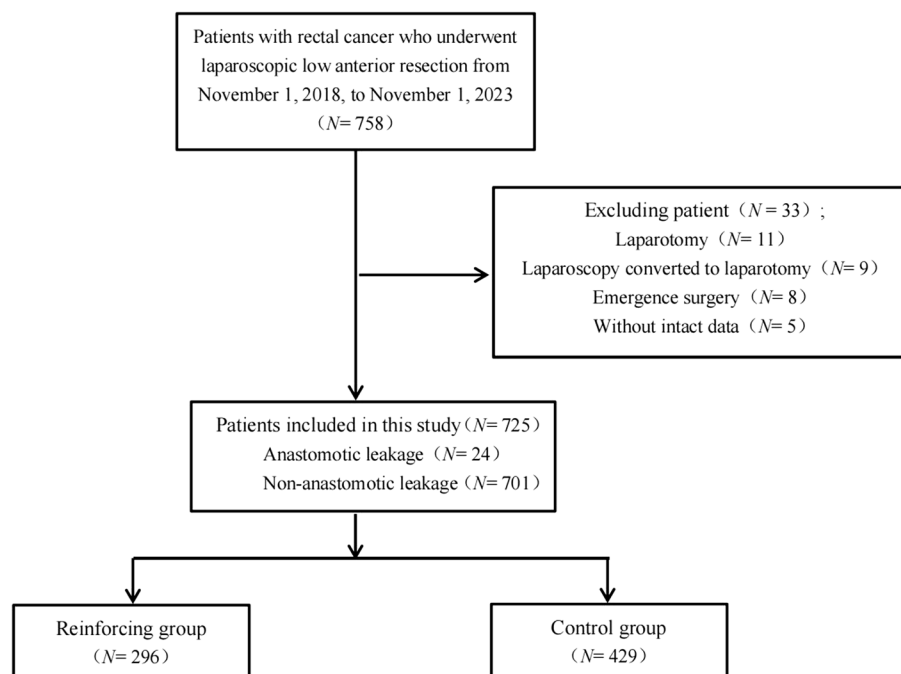 Patients with rectal cancer who underwent
laparoscopic low anterior resection from
November 1, 2018, to November 1, 2023
（N= 758）
Excluding patient（N = 33）;
Laparotomy（N= 11）
Laparoscopy converted to laparotomy（N= 9）
Emergence surgery（N= 8）
Without intact data（N= 5）
Patients included in this study（N= 725）
Anastomotic leakage（N= 24）
Non-anastomotic leakage（N= 701）
Reinforcing group
（N= 296）
Control group
（N= 429）